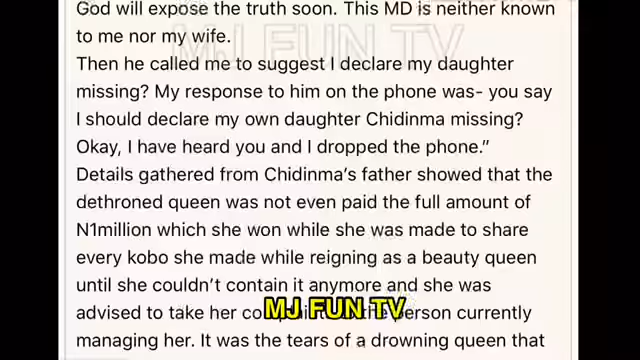 God will expose the truth soon. This MD is neither known
to me nor my wife.
MJ FUN TV
Then he called me to suggest I declare my daughter
missing? My response to him on the phone was- you say
I should declare my own daughter Chidinma missing?
Okay, I have heard you and I dropped the phone.”
Details gathered from Chidinma’s father showed that the
dethroned queen was not even paid the full amount of
N1million which she won while she was made to share
every kobo she made while reigning as a beauty queen
until she couldn’t contain it anymore and she was
advised to take her person currently
MJ FUN TV
managing her. It was the tears of a drowning queen that